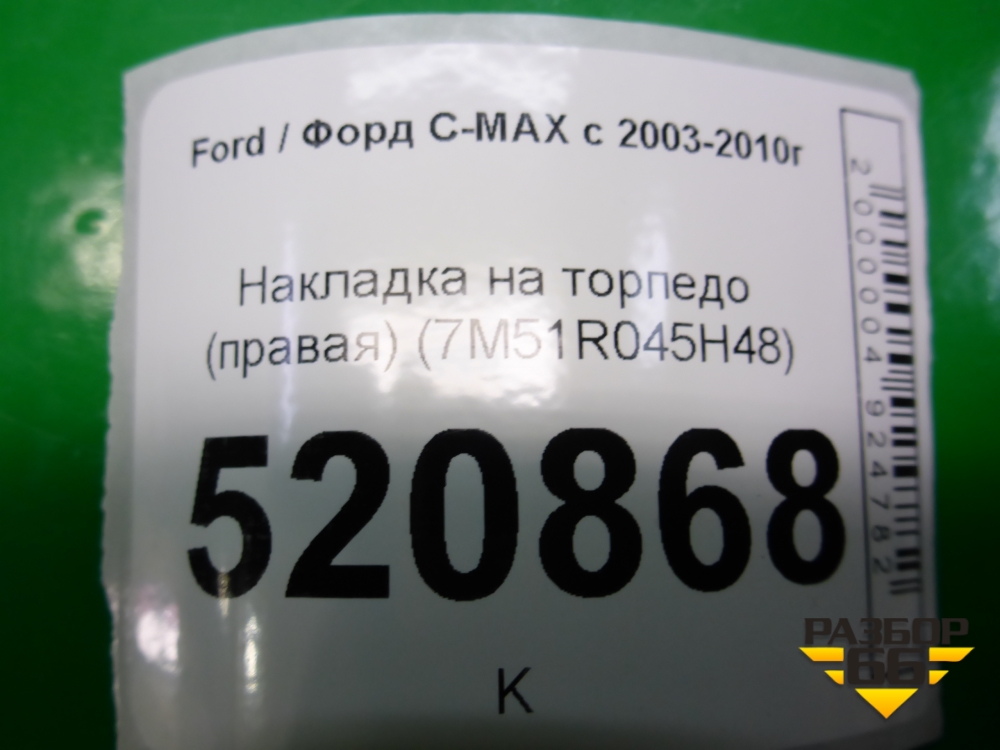 Ford / Форд C-MAX с 2003-2010г
Накладка на торпедо
(правая) (7M51R045H48)
520868
K
2000004924782
РАЗБОР
66